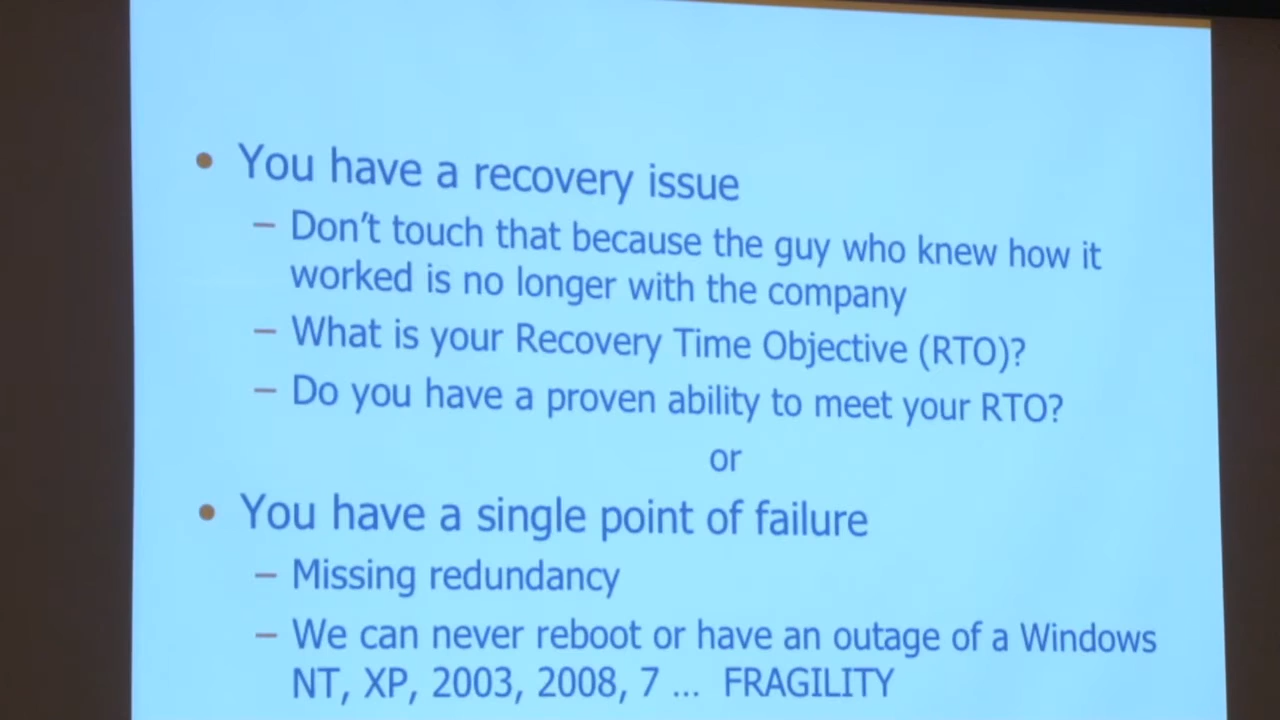 • You have a recovery issue
– Don't touch that because the guy who knew how it
worked is no longer with the company
– What is your Recovery Time Objective (RTO)?
– Do you have a proven ability to meet your RTO?
or
• You have a single point of failure
– Missing redundancy
– We can never reboot or have an outage of a Windows
NT, XP, 2003, 2008, 7 ... FRAGILITY